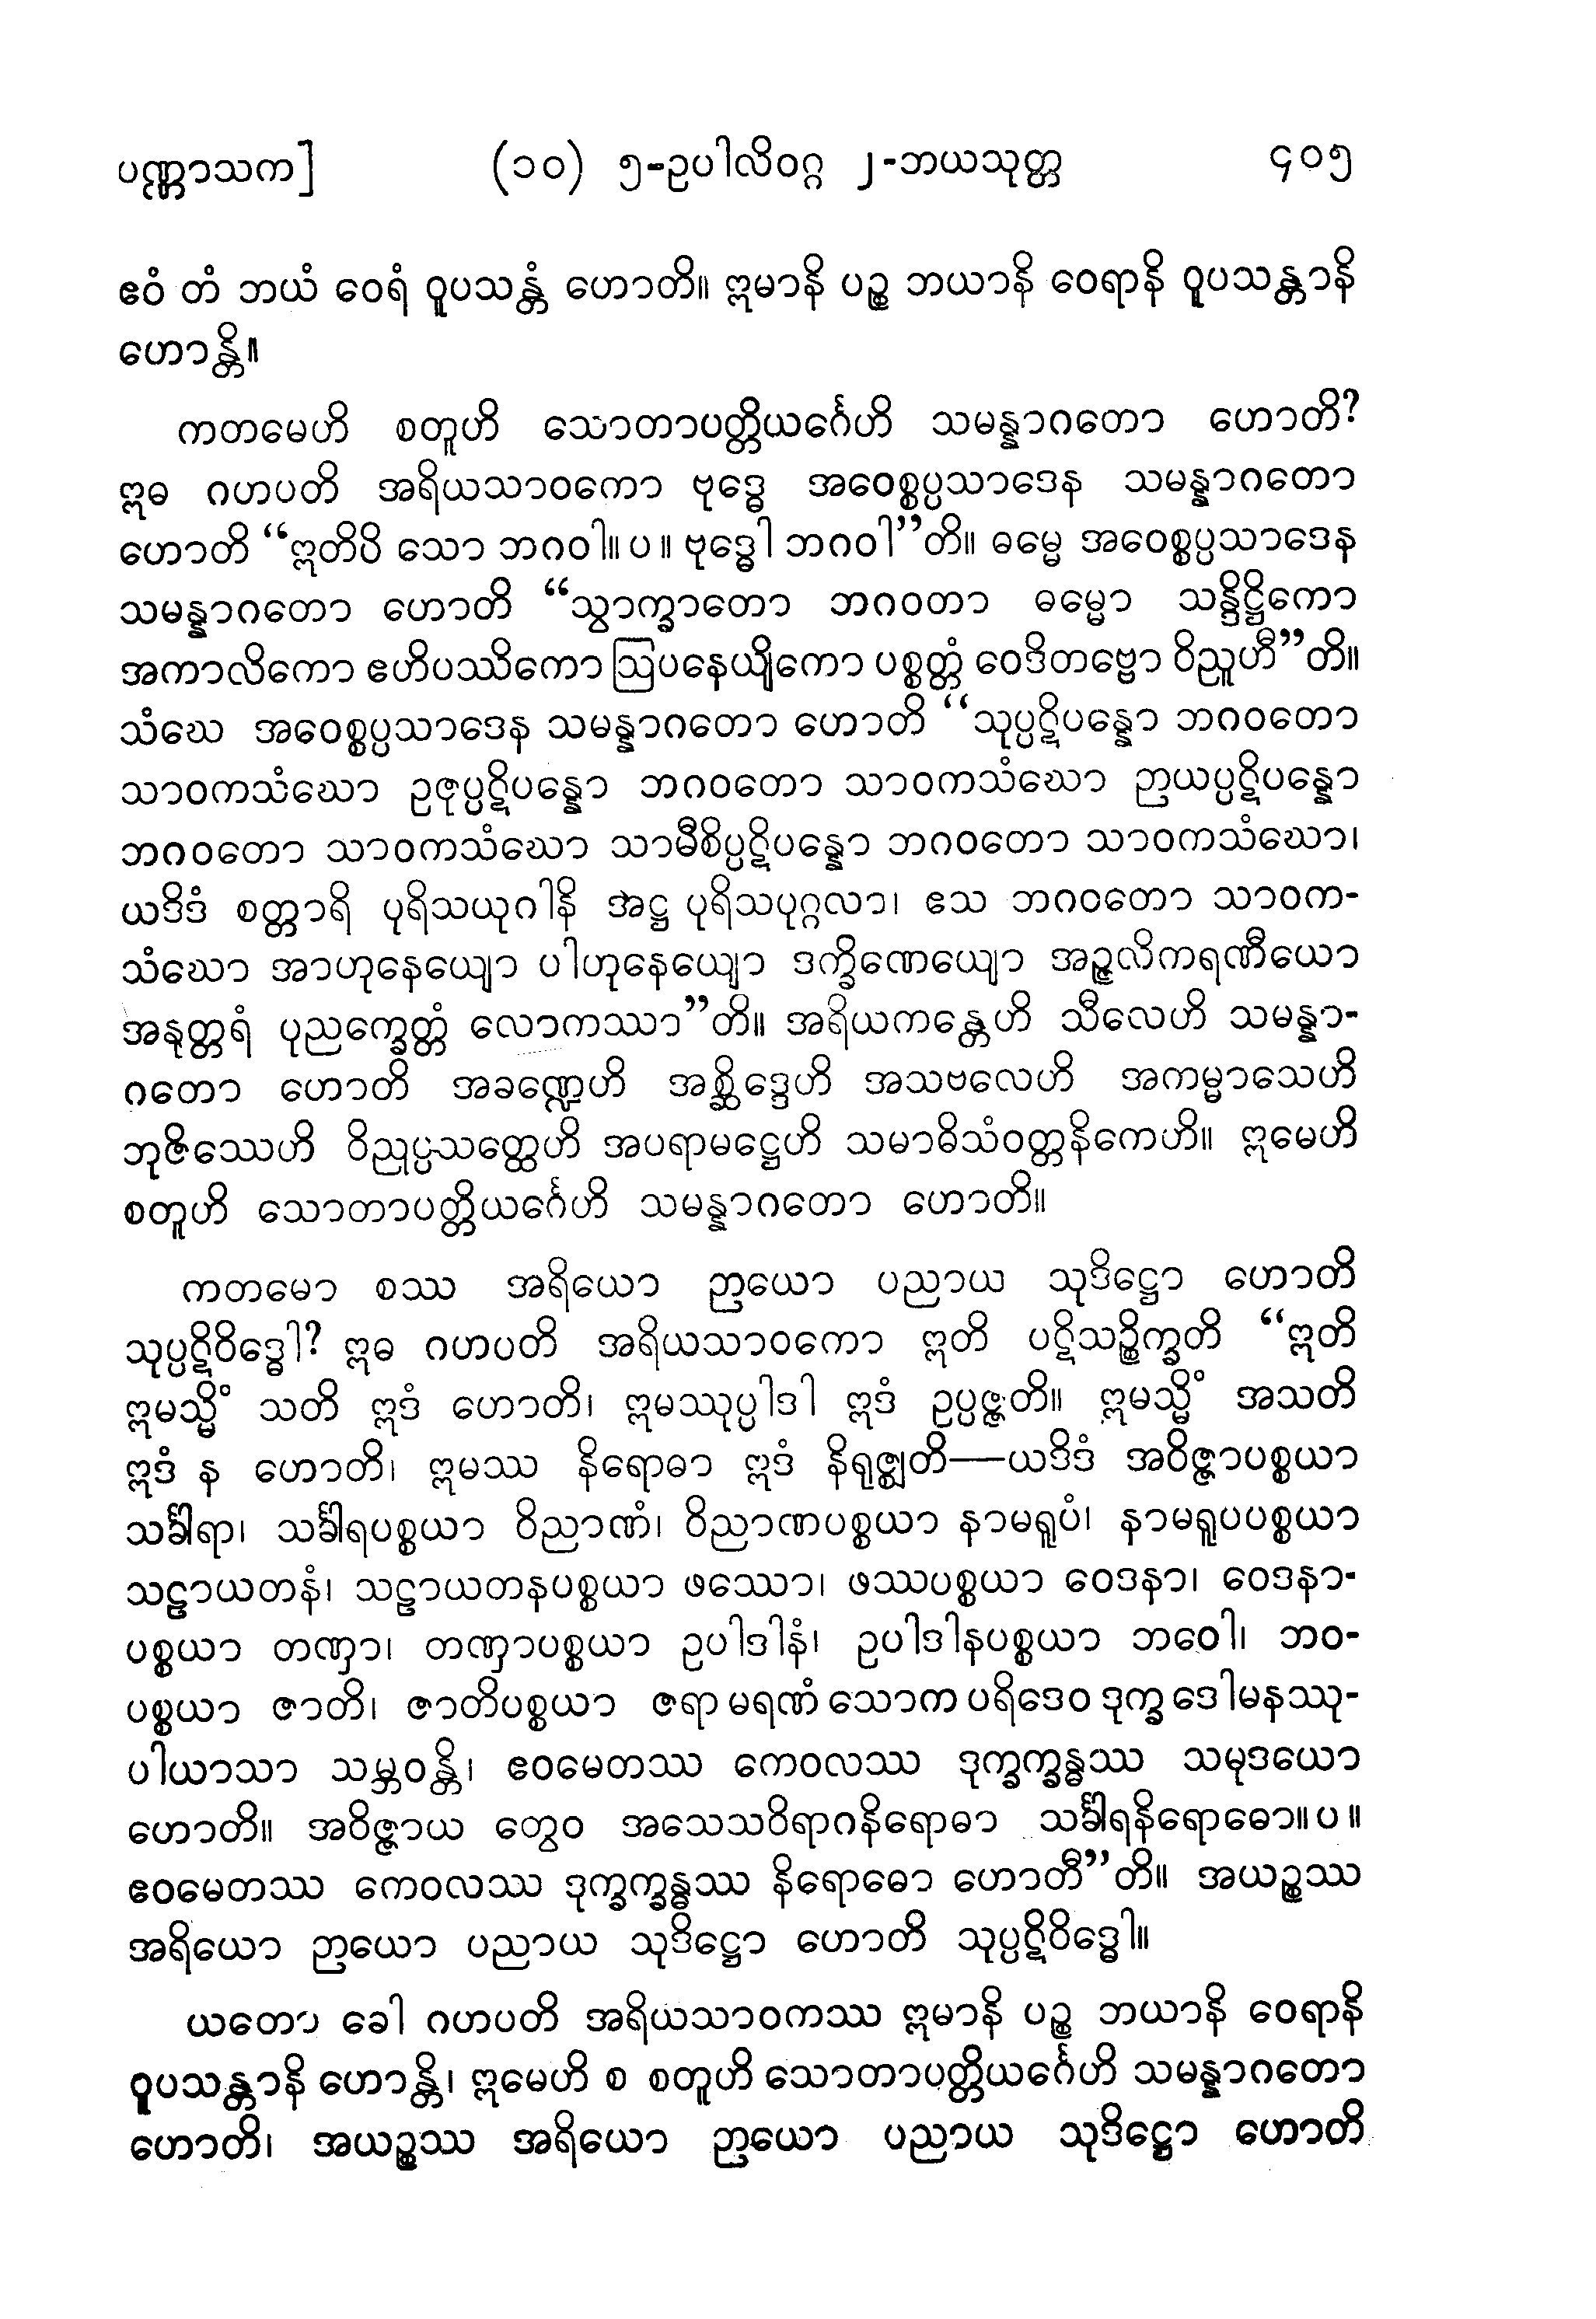 ပဏ္ဏာသက] (၁၀) ၅-ဥပါလိဝဂ္ဂ ၂-ဘယသုတ္တ ၄၀၅
ဧဝံ တံ ဘယံ ဝေရံ ဝူပသန္တံ ဟောတိ။ ဣမာနိ ပဉ္စ ဘယာနိ ဝေရာနိ ဝူပသန္တာနိ
ဟောန္တိ။
ကတမေဟိ စတူဟိ သောတာပတ္တိယင်္ဂေဟိ သမန္နာဂတော ဟောတိ?
ဣဓ ဂဟပတိ အရိယသာဝကော ဗုဒ္ဓေ အဝေစ္စပ္ပသာဒေန သမန္နာဂတော
ဟောတိ “ဣတိပိ သော ဘဂဝါ။ ပ။ ဗုဒ္ဓေါ ဘဂဝါ”တိ။ ဓမ္မေ အဝေစ္စပ္ပသာဒေန
သမန္နာဂတော ဟောတိ “သွာက္ခာတော ဘဂဝတာ ဓမ္မော သန္ဒိဋ္ဌိကော
အကာလိကော ဧဟိပဿိကော ဩပနေယျိကော ပစ္စတ္တံ ဝေဒိတဗ္ဗော ဝိညူဟီ”တိ။
သံဃေ အဝေစ္စပ္ပသာဒေန သမန္နာဂတော ဟောတိ “သုပ္ပဋိပန္နော ဘဂဝတော
သာဝကသံဃော ဥဇုပ္ပဋိပန္နော ဘဂဝတော သာဝကသံဃော ဉာယပ္ပဋိပန္နော
ဘဂဝတော သာဝကသံဃော သာမီစိပ္ပဋိပန္နော ဘဂဝတော သာဝကသံဃော၊
ယဒိဒံ စတ္တာရိ ပုရိသယုဂါနိ အဋ္ဌ ပုရိသပုဂ္ဂလာ၊ ဧသ ဘဂဝတော သာဝက-
သံဃော အာဟုနေယျော ပါဟုနေယျော ဒက္ခိဏေယျော အဉ္ဇလိကရဏီယော
အနုတ္တရံ ပုညက္ခေတ္တံ လောကဿာ”တိ။ အရိယကန္တေဟိ သီလေဟိ သမန္နာ-
ဂတော ဟောတိ အခဏ္ဍေဟိ အစ္ဆိဒ္ဒေဟိ အသဗလေဟိ အကမ္မာသေဟိ
ဘုဇိဿေဟိ ဝိညုပ္ပသတ္ထေဟိ အပရာမဋ္ဌေဟိ သမာဓိသံဝတ္တနိကေဟိ။ ဣမေဟိ
စတူဟိ သောတာပတ္တိယင်္ဂေဟိ သမန္နာဂတော ဟောတိ။
ကတမော စဿ အရိယော ဉာယော ပညာယ သုဒိဋ္ဌော ဟောတိ
သုပ္ပဋိဝိဒ္ဓေါ? ဣဓ ဂဟပတိ အရိယသာဝကော ဣတိ ပဋိသဉ္စိက္ခတိ “ဣတိ
ဣမသ္မိံ သတိ ဣဒံ ဟောတိ၊ ဣမဿုပ္ပါဒါ ဣဒံ ဥပ္ပဇ္ဇတိ။ ဣမသ္မိံ အသတိ
ဣဒံ န ဟောတိ၊ ဣမဿ နိရောဓာ ဣဒံ နိရုဇ္ဈတိ—ယဒိဒံ အဝိဇ္ဇာပစ္စယာ
သင်္ခါရာ၊ သင်္ခါရပစ္စယာ ဝိညာဏံ၊ ဝိညာဏပစ္စယာ နာမရူပံ၊ နာမရူပပစ္စယာ
သဠာယတနံ၊ သဠာယတနပစ္စယာ ဖဿော၊ ဖဿပစ္စယာ ဝေဒနာ၊ ဝေဒနာ-
ပစ္စယာ တဏှာ၊ တဏှာပစ္စယာ ဥပါဒါနံ၊ ဥပါဒါနပစ္စယာ ဘဝေါ၊ ဘဝ-
ပစ္စယာ ဇာတိ၊ ဇာတိပစ္စယာ ဇရာ မရဏံ သောက ပရိဒေဝ ဒုက္ခ ဒေါမနဿု-
ပါယာသာ သမ္ဘဝန္တိ၊ ဧဝမေတဿ ကေဝလဿ ဒုက္ခက္ခန္ဓဿ သမုဒယော
ဟောတိ။ အဝိဇ္ဇာယ တွေဝ အသေသဝိရာဂနိရောဓာ သင်္ခါရနိရောဓော။ ပ။
ဧဝမေတဿ ကေဝလဿ ဒုက္ခက္ခန္ဓဿ နိရောဓော ဟောတီ”တိ။ အယဉ္စဿ
အရိယော ဉာယော ပညာယ သုဒိဋ္ဌော ဟောတိ သုပ္ပဋိဝိဒ္ဓေါ။
ယတော ခေါ ဂဟပတိ အရိယသာဝကဿ ဣမာနိ ပဉ္စ ဘယာနိ ဝေရာနိ
ဝူပသန္တာနိ ဟောန္တိ၊ ဣမေဟိ စ စတူဟိ သောတာပတ္တိယင်္ဂေဟိ သမန္နာဂတော
ဟောတိ၊ အယဉ္စဿ အရိယော ဉာယော ပညာယ သုဒိဋ္ဌော ဟောတိ